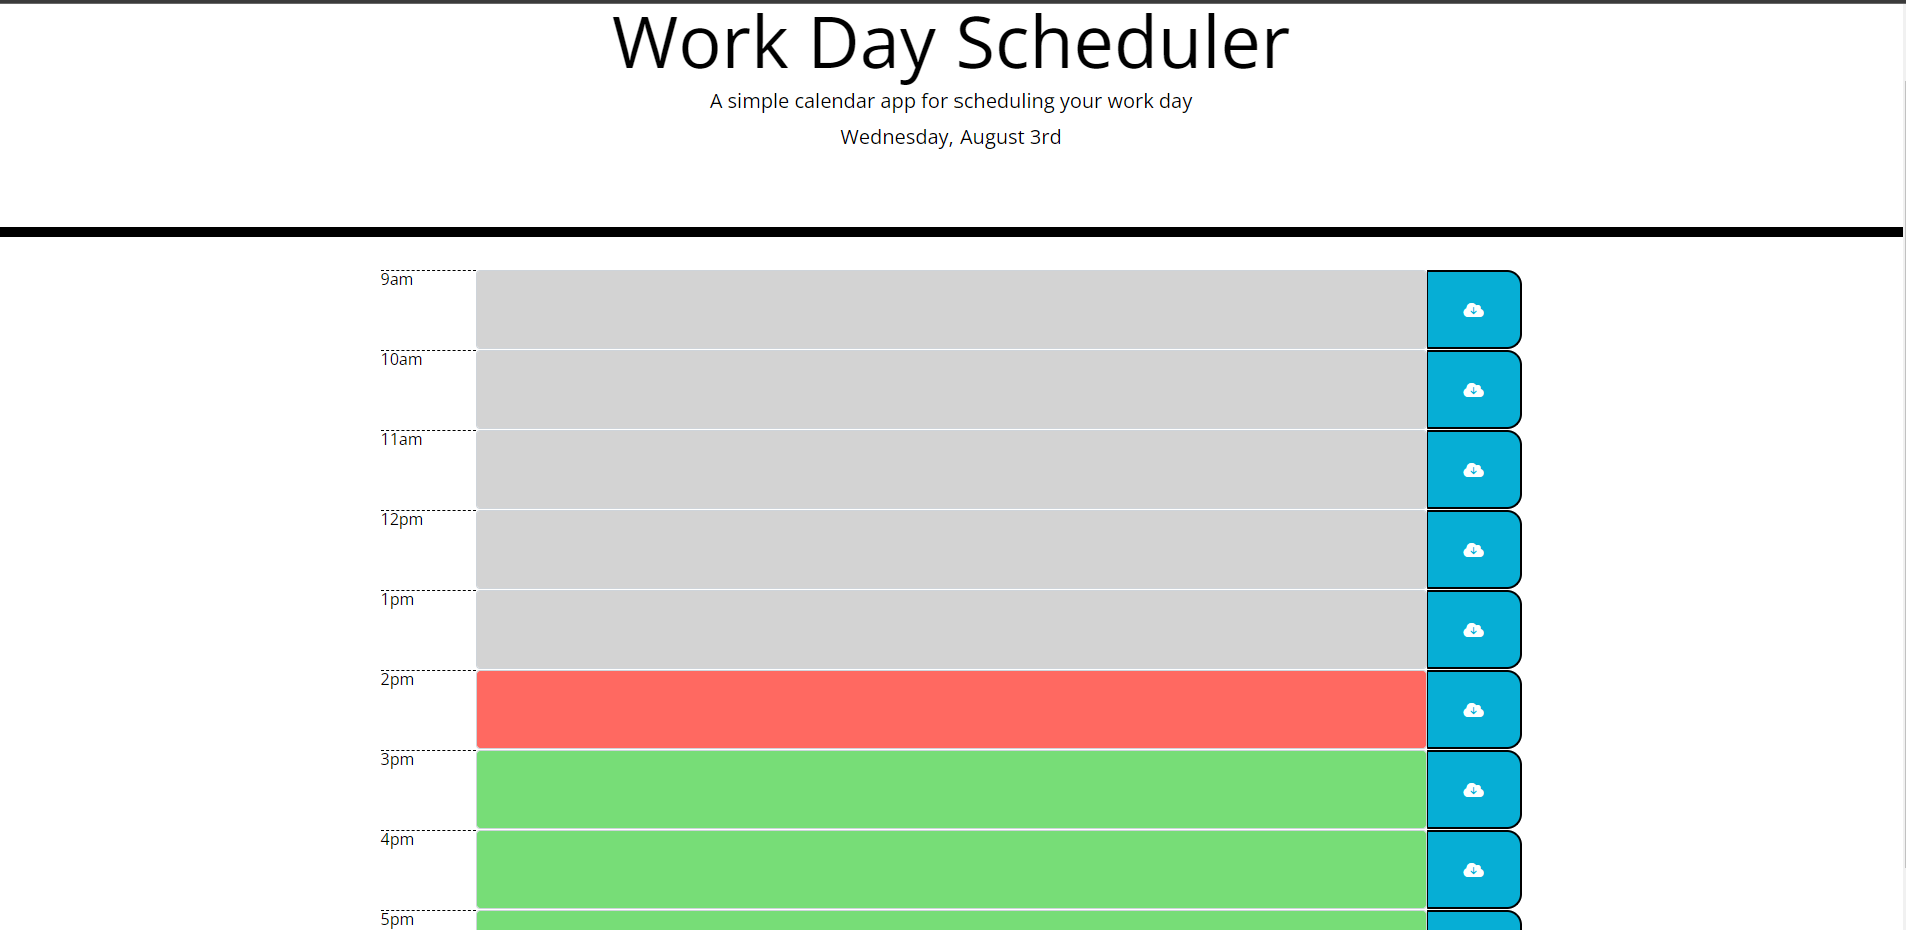 Work Day Scheduler
A simple calendar app for scheduling your work day
Wednesday, August 3rd
9am
10am
11am
12pm
1pm
2pm
3pm
4pm
5pm